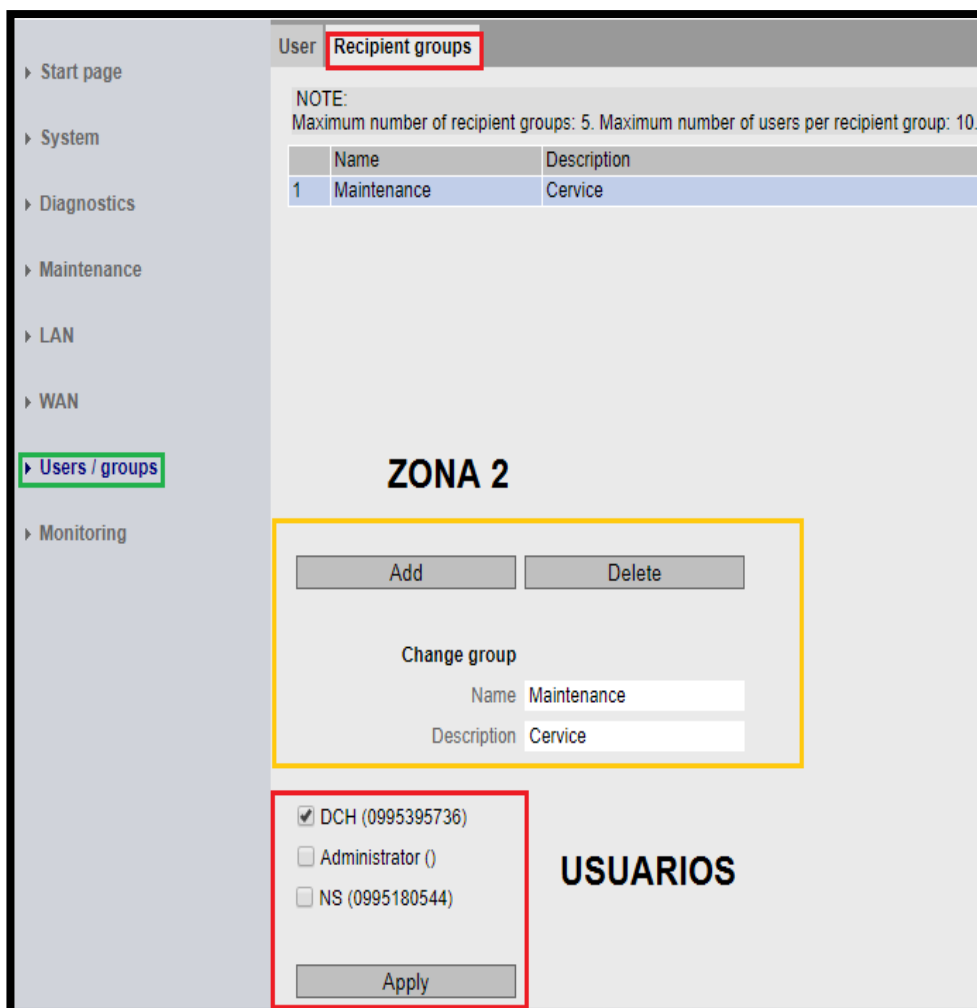 Start page
System
Diagnostics
Maintenance
LAN
WAN
Users / groups
Monitoring
User Recipient groups
NOTE:
Maximum number of recipient groups: 5. Maximum number of users per recipient group: 10.
Name Description
1 Maintenance Cervice
ZONA 2
Add Delete
Change group
Name Maintenance
Description Cervice
DCH (0995395736)
Administrator ()
NS (0995180544)
USUARIOS
Apply